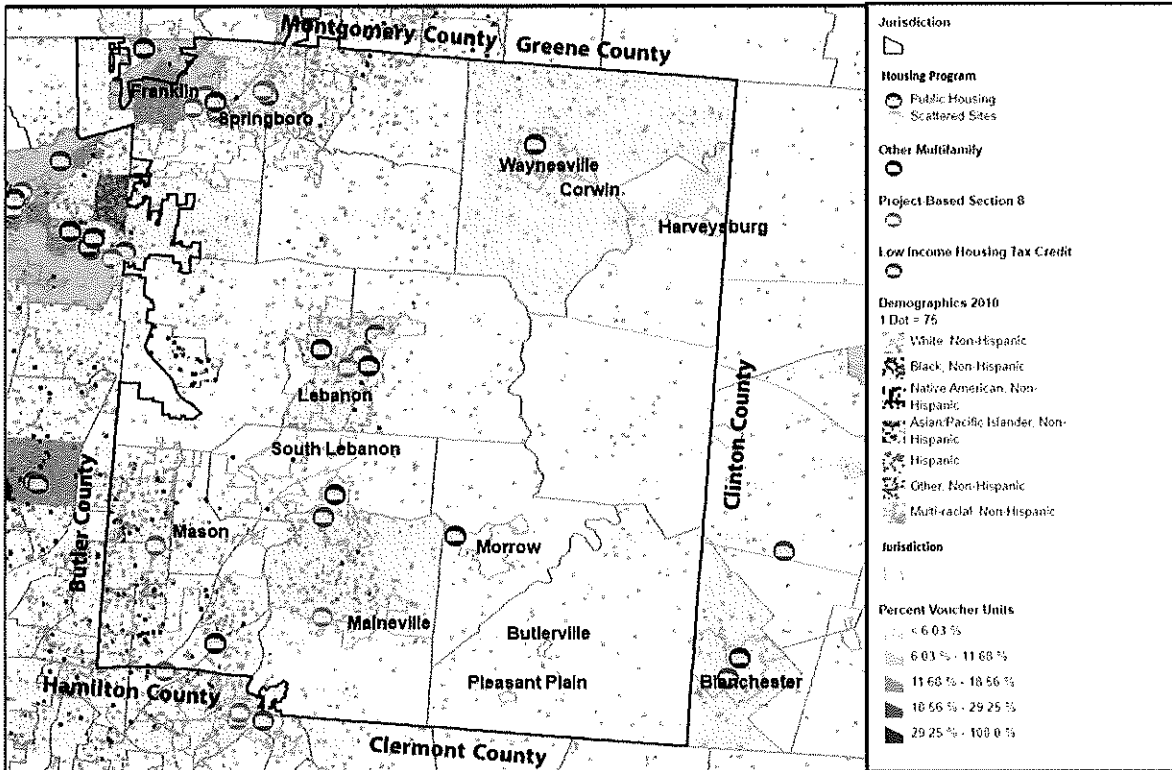 Montgomery County
Greene County
Franklin
Springboro
Waynesville
Corwin
Harveysburg
Lebanon
South Lebanon
Clinton County
Butler County
Mason
Morrow
Maineville
Butlerville
Pleasant Plain
Blanchester
Hamilton County
Clermont County
Jurisdiction
Housing Program
Public Housing
Scattered Sites
Other Multifamily
Project-Based Section 8
Low Income Housing Tax Credit
Demographics 2010
1 Dot = 75
White, Non-Hispanic
Black, Non-Hispanic
Native American, Non-
Hispanic
Asian/Pacific Islander, Non-
Hispanic
Hispanic
Other, Non-Hispanic
Multi-racial, Non-Hispanic
Jurisdiction
Percent Voucher Units
< 6.03 %
6.03 % - 11.68 %
11.68 % - 18.56 %
18.56 % - 29.25 %
29.25 % - 100.0 %